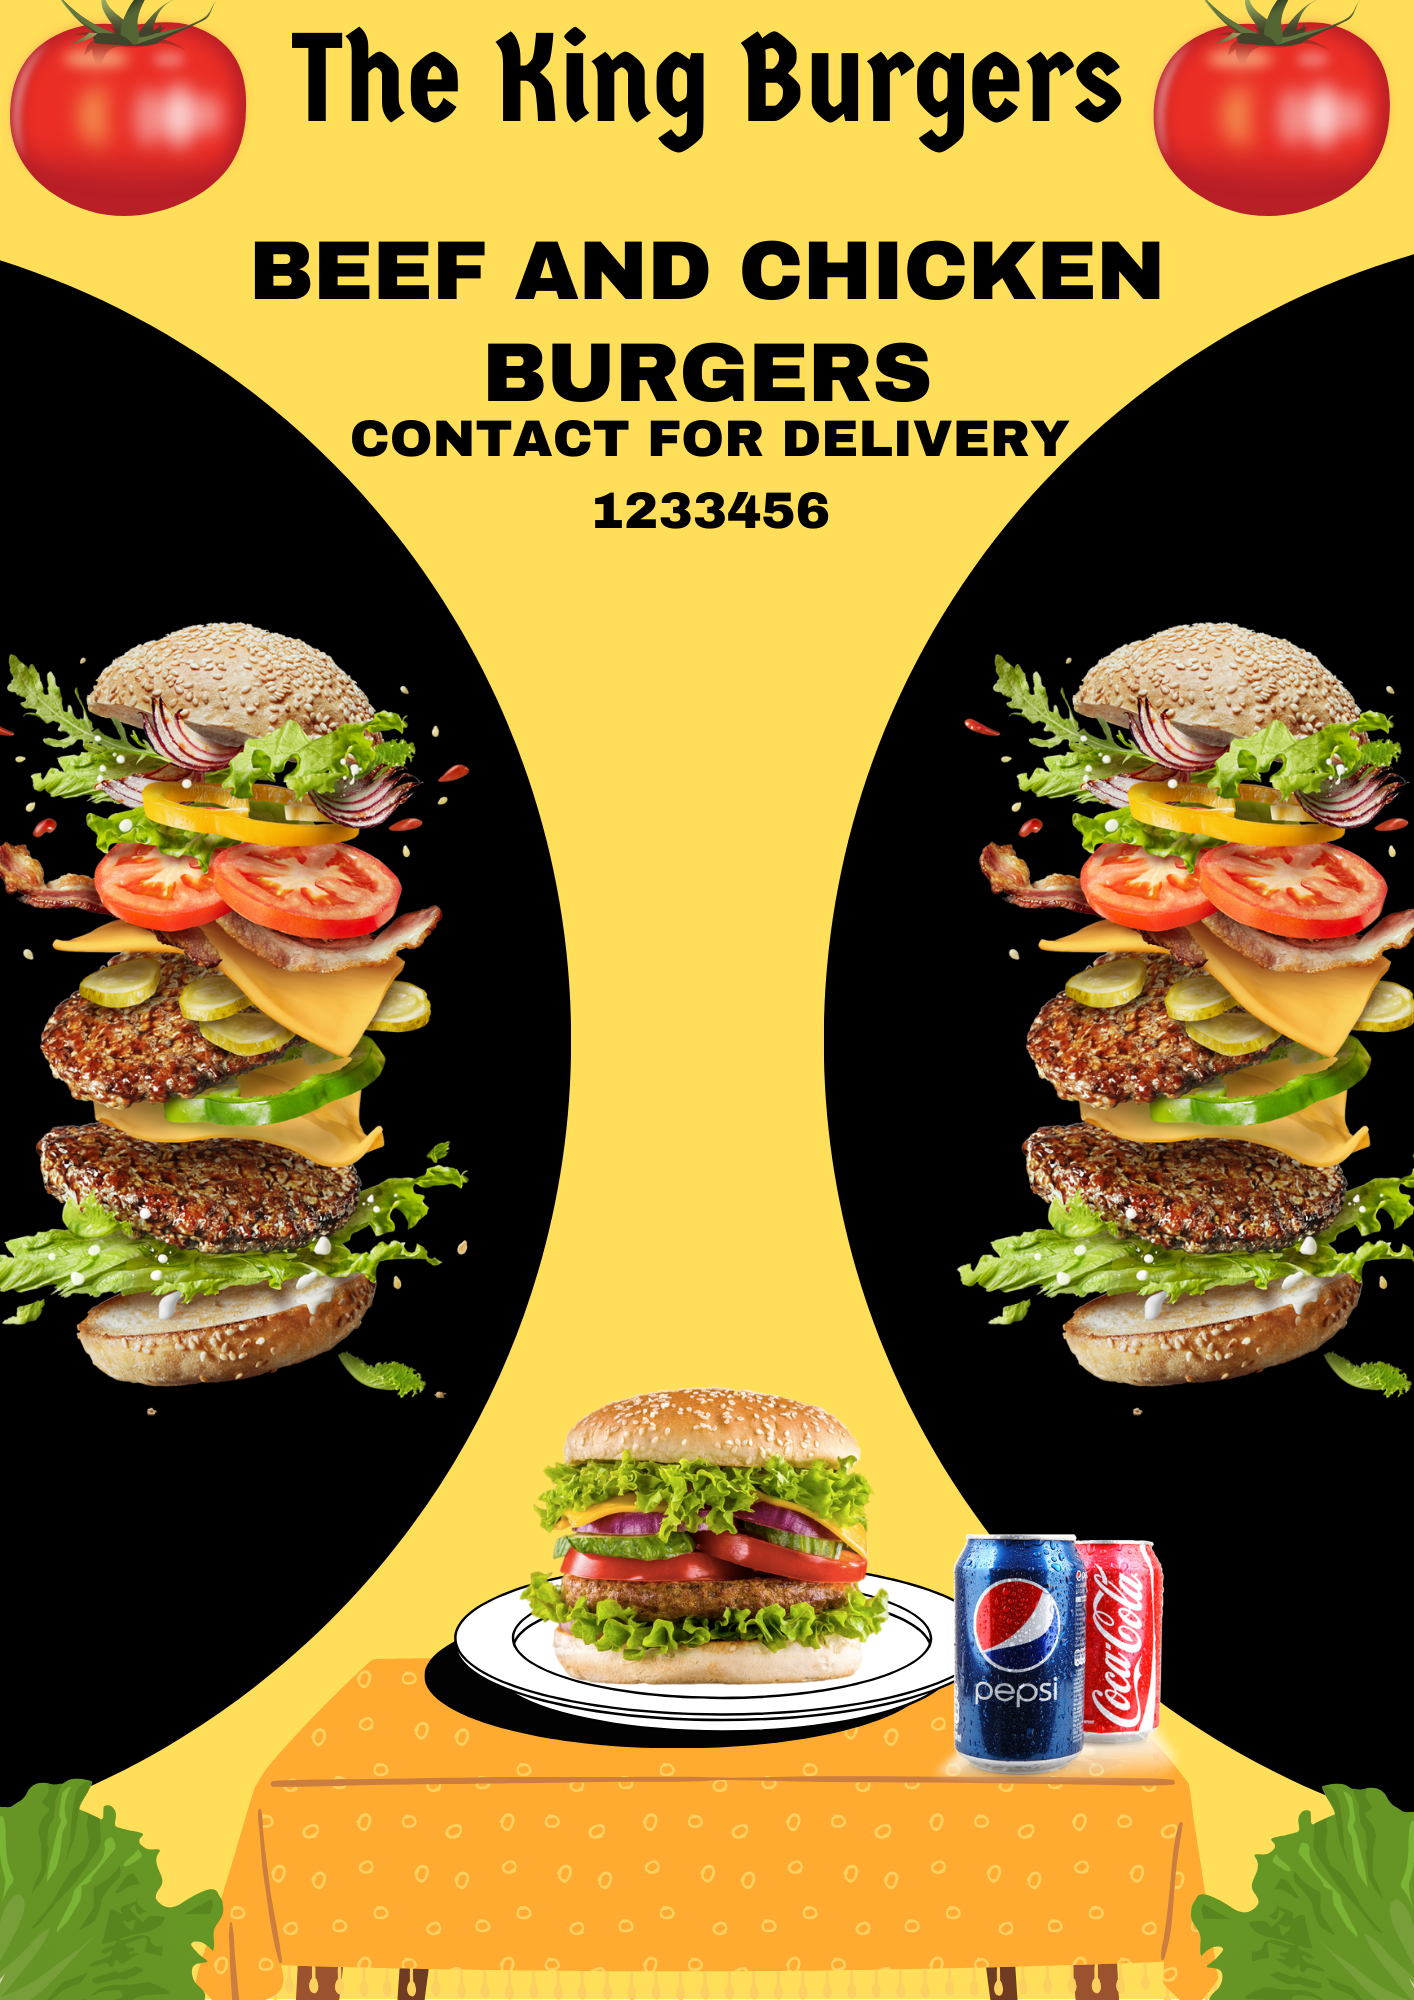 The King Burgers
BEEF AND CHICKEN
BURGERS
CONTACT FOR DELIVERY
1233456
pepsi
Coca-Cola